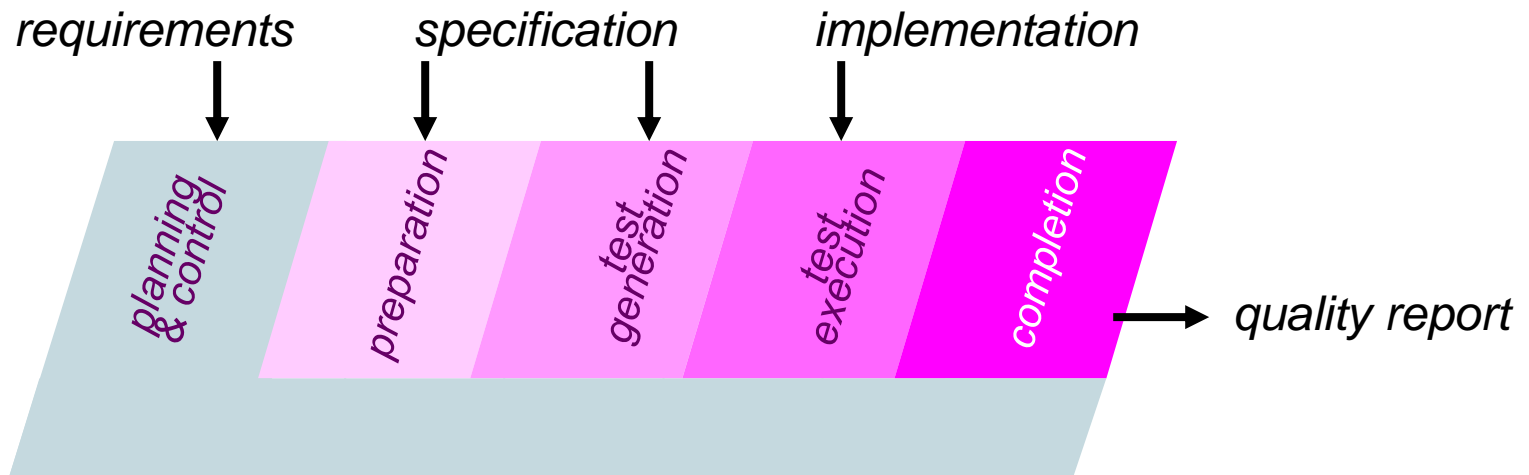 requirements
specification
implementation
planning
& control
preparation
test
generation
test
execution
completion
quality report